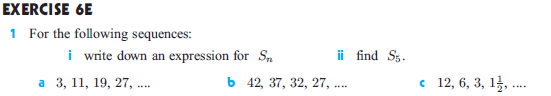 EXERCISE 6E
1 For the following sequences:
i write down an expression for Sₙ ii find S₅.
a 3, 11, 19, 27, .... b 42, 37, 32, 27, .... c 12, 6, 3, 1½, ....